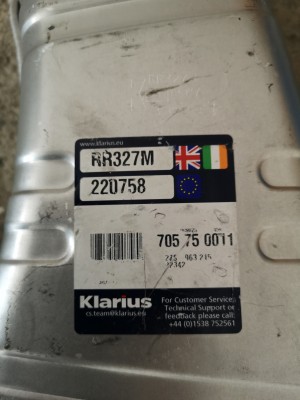 www.klarius.eu
RR327M
220758
705 75 0011
Klarius
cs.team@klarius.eu
For Customer Service,
Technical Support or
feedback please call:
+44 (0)1538 752561